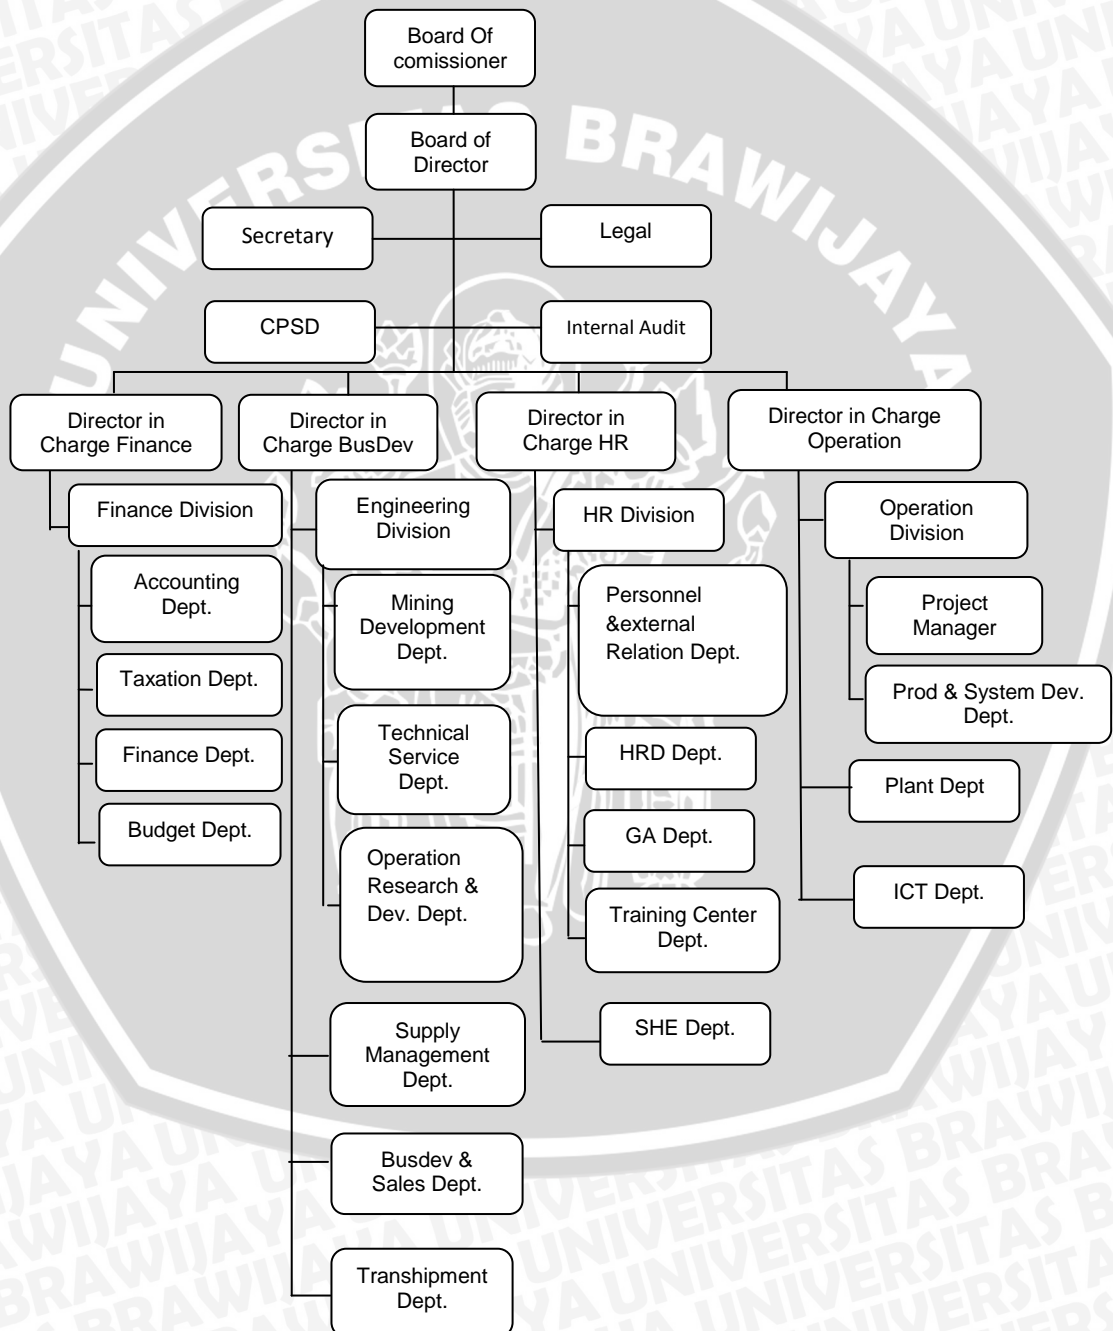 Board Of
comissioner
Board of
Director
UNIVERSITAS BRAWIJAYA
Secretary
Legal
CPSD
Internal Audit
Director in
Charge Finance
Director in
Charge BusDev
Director in
Charge HR
Director in Charge
Operation
Finance Division
Accounting
Dept.
Taxation Dept.
Finance Dept.
Budget Dept.
Engineering
Division
Mining
Development
Dept.
Technical
Service
Dept.
Operation
Research &
Dev. Dept.
Supply
Management
Dept.
Busdev &
Sales Dept.
Transhipment
Dept.
HR Division
Personnel
&external
Relation Dept.
HRD Dept.
GA Dept.
Training Center
Dept.
SHE Dept.
Operation
Division
Project
Manager
Prod & System Dev.
Dept.
Plant Dept
ICT Dept.